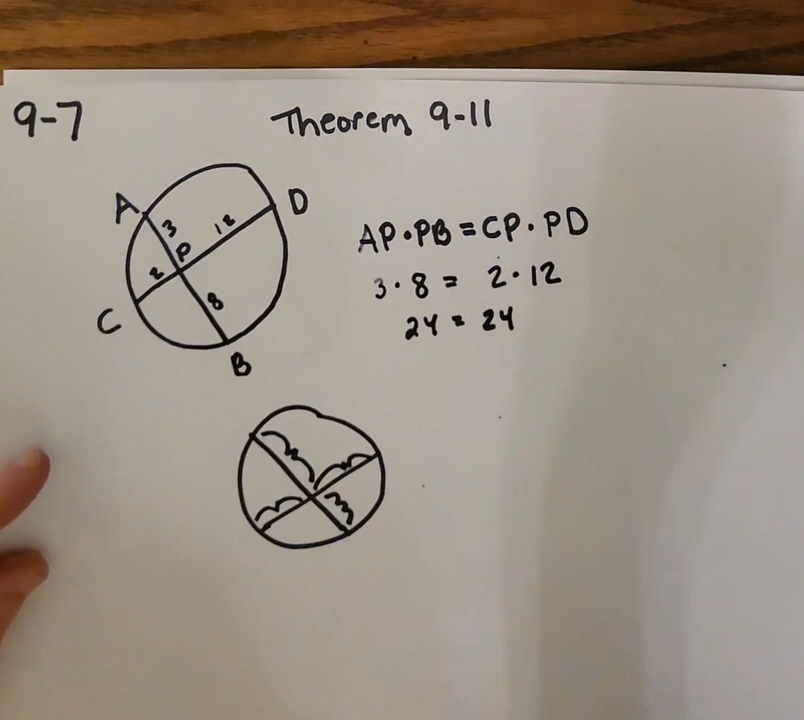 9-7
Theorem 9-11
A
D
3
12
P
2
8
C
B
AP·PB=CP·PD
3·8= 2·12
24 = 24